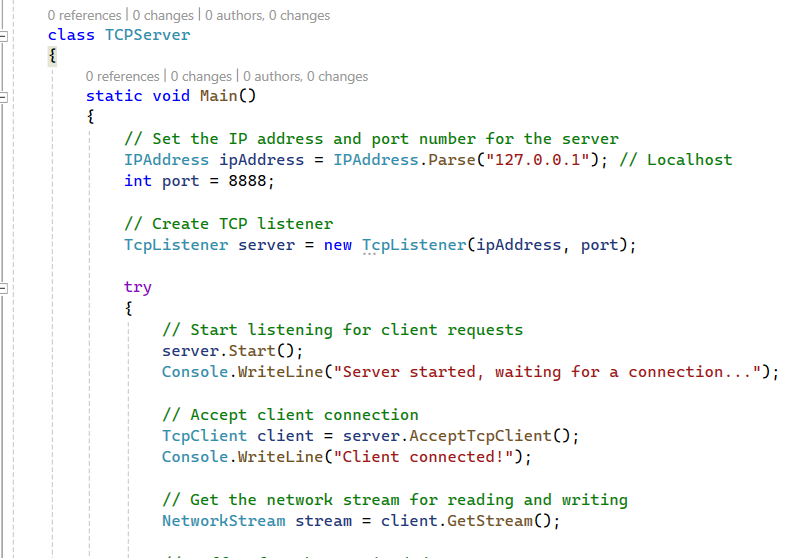 0 references | 0 changes | 0 authors, 0 changes
class TCPServer
{
0 references | 0 changes | 0 authors, 0 changes
static void Main()
{
// Set the IP address and port number for the server
IPAddress ipAddress = IPAddress.Parse("127.0.0.1"); // Localhost
int port = 8888;
// Create TCP listener
TcpListener server = new TcpListener(ipAddress, port);
try
{
// Start listening for client requests
server.Start();
Console.WriteLine("Server started, waiting for a connection...");
// Accept client connection
TcpClient client = server.AcceptTcpClient();
Console.WriteLine("Client connected!");
// Get the network stream for reading and writing
NetworkStream stream = client.GetStream();